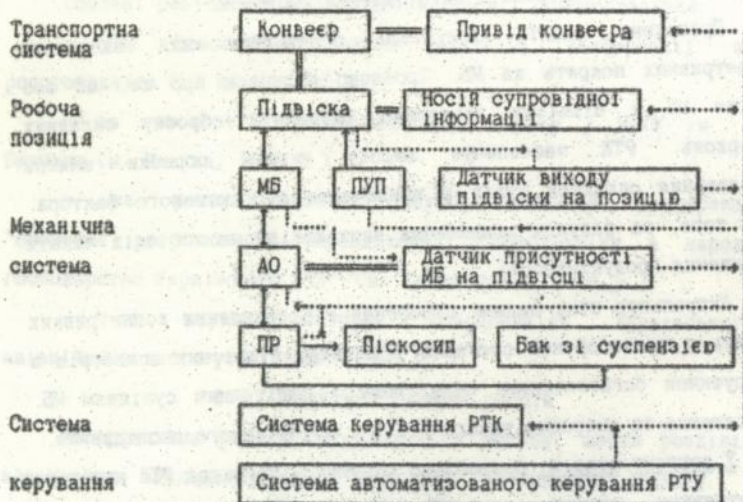 Транспортна
система
Конвеєр
Привід конвеєра
Робоча
позиція
Підвіска
Носій супровідної
інформації
МБ
ПУП
Датчик виходу
підвіски на позицію
Механічна
система
АО
Датчик присутності
МБ на підвісці
ПР
Піскосип
Бак зі суспензією
Система
керування
Система керування РТК
Система автоматизованого керування РТУ